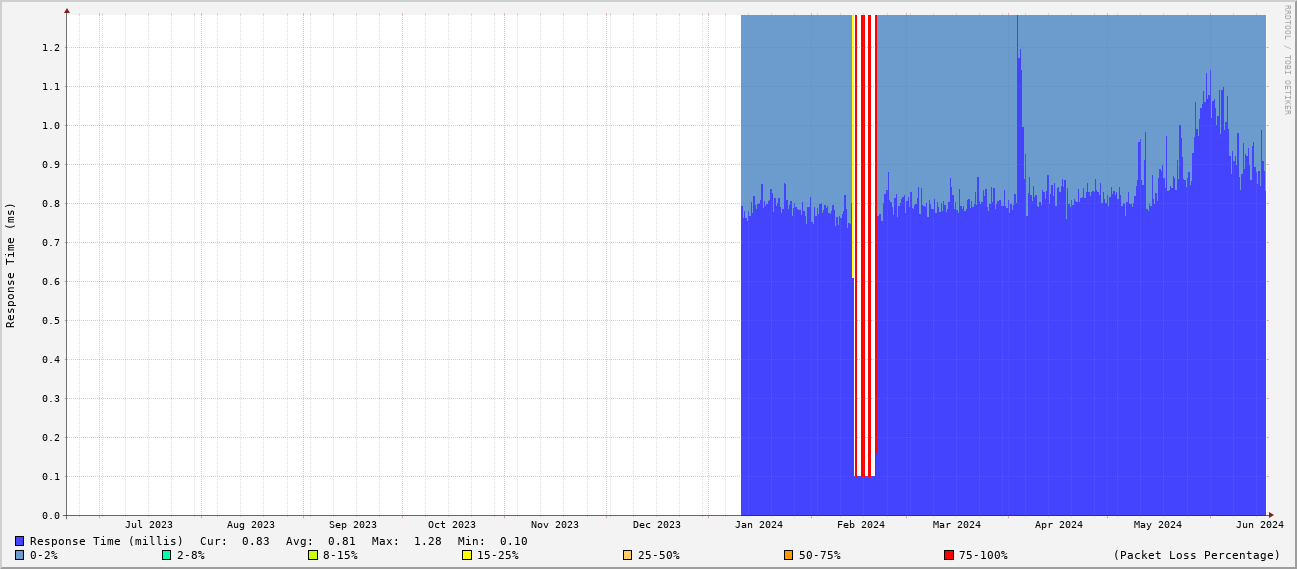 RRDTOOL / TOBI OETIKER
Response Time (ms)
1.2
1.1
1.0
0.9
0.8
0.7
0.6
0.5
0.4
0.3
0.2
0.1
0.0
Jul 2023 Aug 2023 Sep 2023 Oct 2023 Nov 2023 Dec 2023 Jan 2024 Feb 2024 Mar 2024 Apr 2024 May 2024 Jun 2024
Response Time (millis) Cur: 0.83 Avg: 0.81 Max: 1.28 Min: 0.10
0-2% 2-8% 8-15% 15-25% 25-50% 50-75% 75-100% (Packet Loss Percentage)